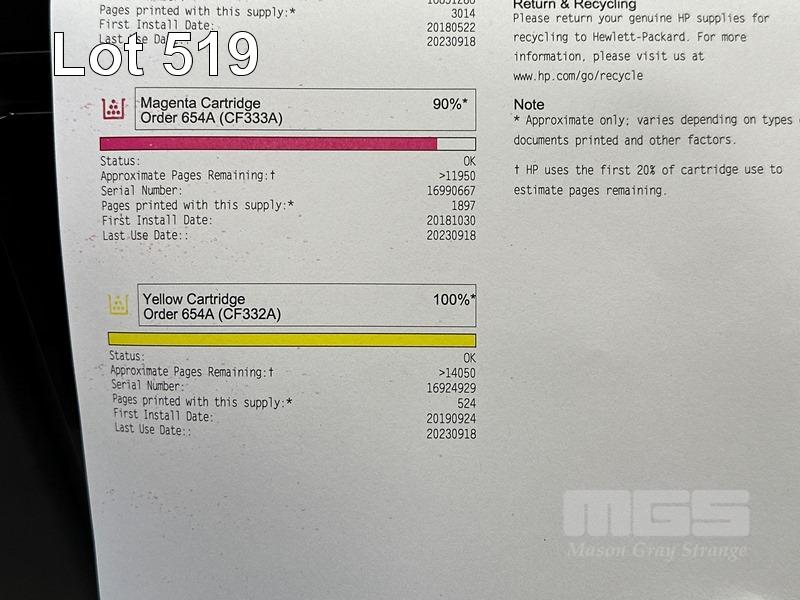 Pages printed with this supply:*
3014
First Install Date:
20180522
Last Use Date::
20230918
Lot 519
Magenta Cartridge
90%*
Order 654A (CF333A)
Status:
OK
Approximate Pages Remaining:†
>11950
Serial Number:
16990667
Pages printed with this supply:*
1897
First Install Date:
20181030
Last Use Date::
20230918
Yellow Cartridge
100%*
Order 654A (CF332A)
Status:
OK
Approximate Pages Remaining:†
>14050
Serial Number:
16924929
Pages printed with this supply:*
524
First Install Date:
20190924
Last Use Date::
20230918
Return & Recycling
Please return your genuine HP supplies for
recycling to Hewlett-Packard. For more
information, please visit us at
www.hp.com/go/recycle
Note
* Approximate only; varies depending on types
documents printed and other factors.
† HP uses the first 20% of cartridge use to
estimate pages remaining.
MGS
Mason Gray Strange